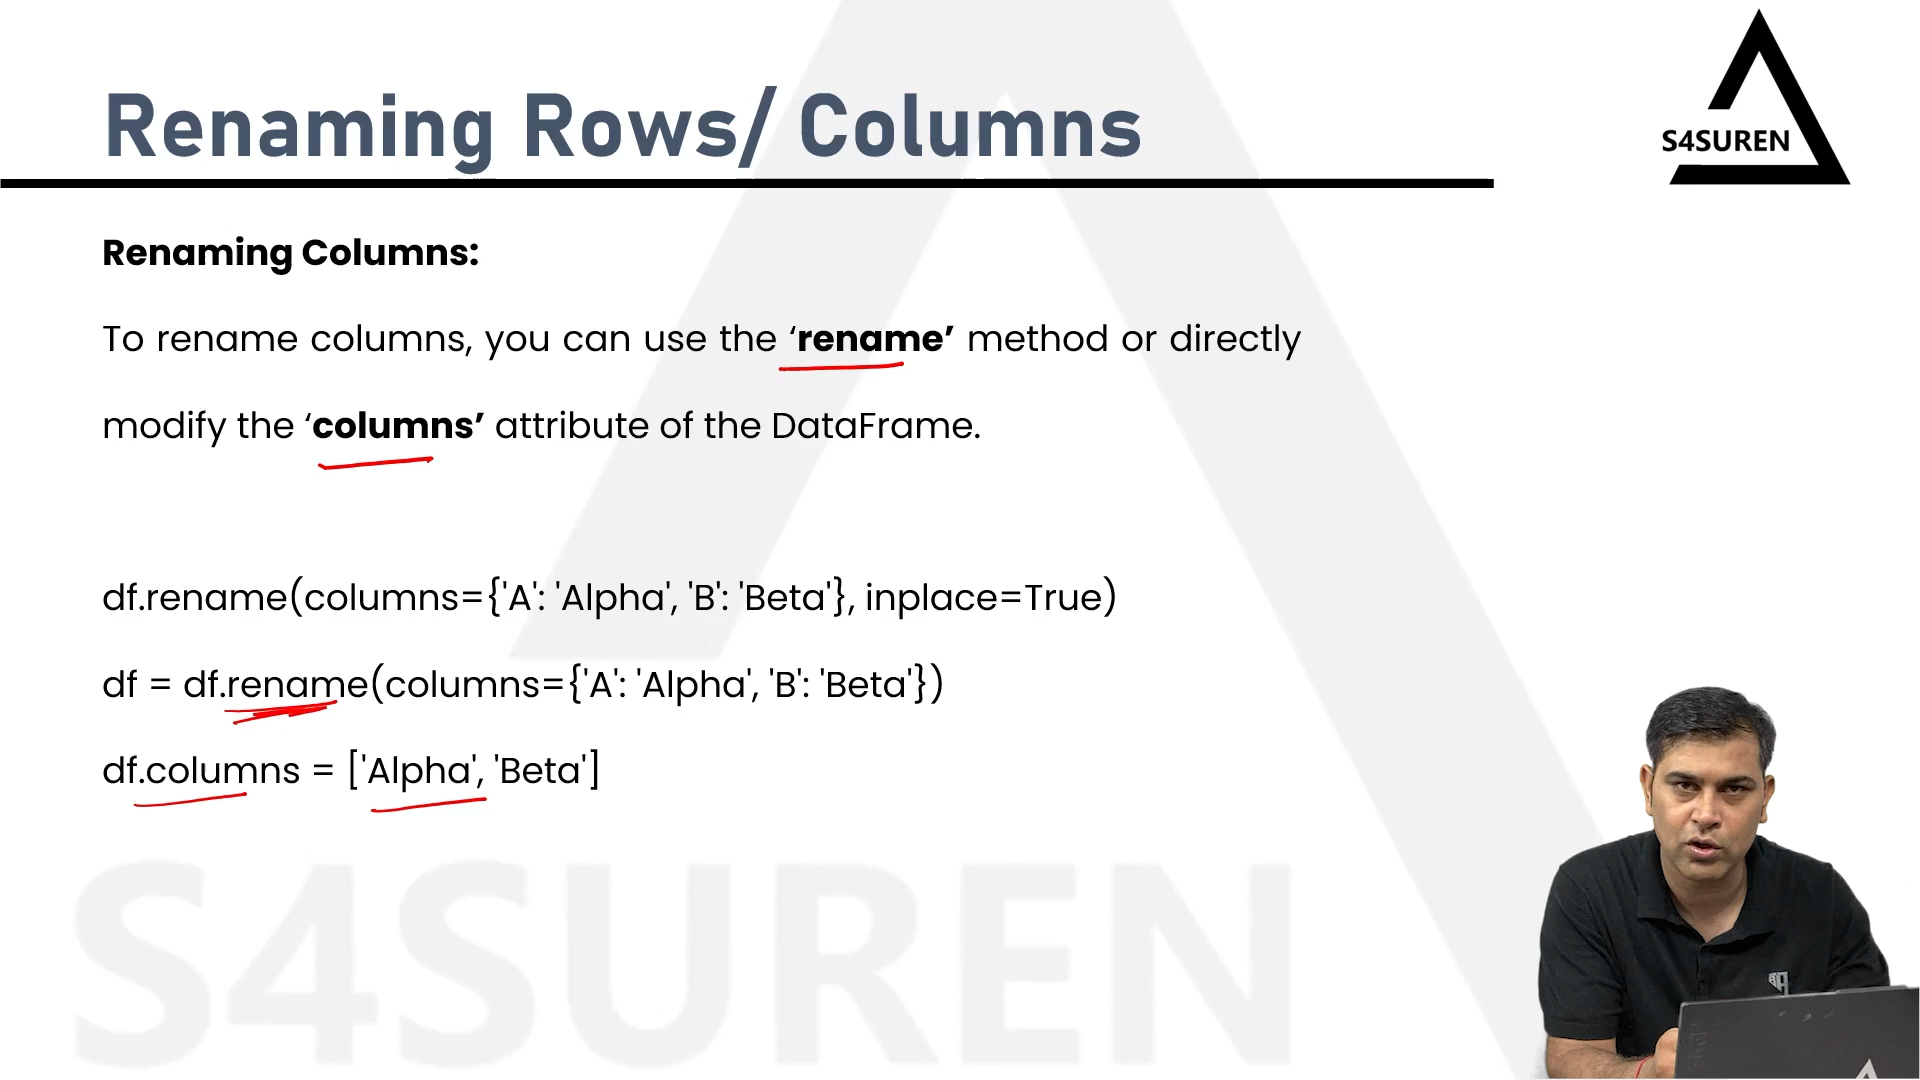 Renaming Rows/ Columns
S4SUREN
Renaming Columns:
To rename columns, you can use the ‘rename’ method or directly
modify the ‘columns’ attribute of the DataFrame.
df.rename(columns={'A': 'Alpha', 'B': 'Beta'}, inplace=True)
df = df.rename(columns={'A': 'Alpha', 'B': 'Beta'})
df.columns = ['Alpha', 'Beta']
S4SUREN